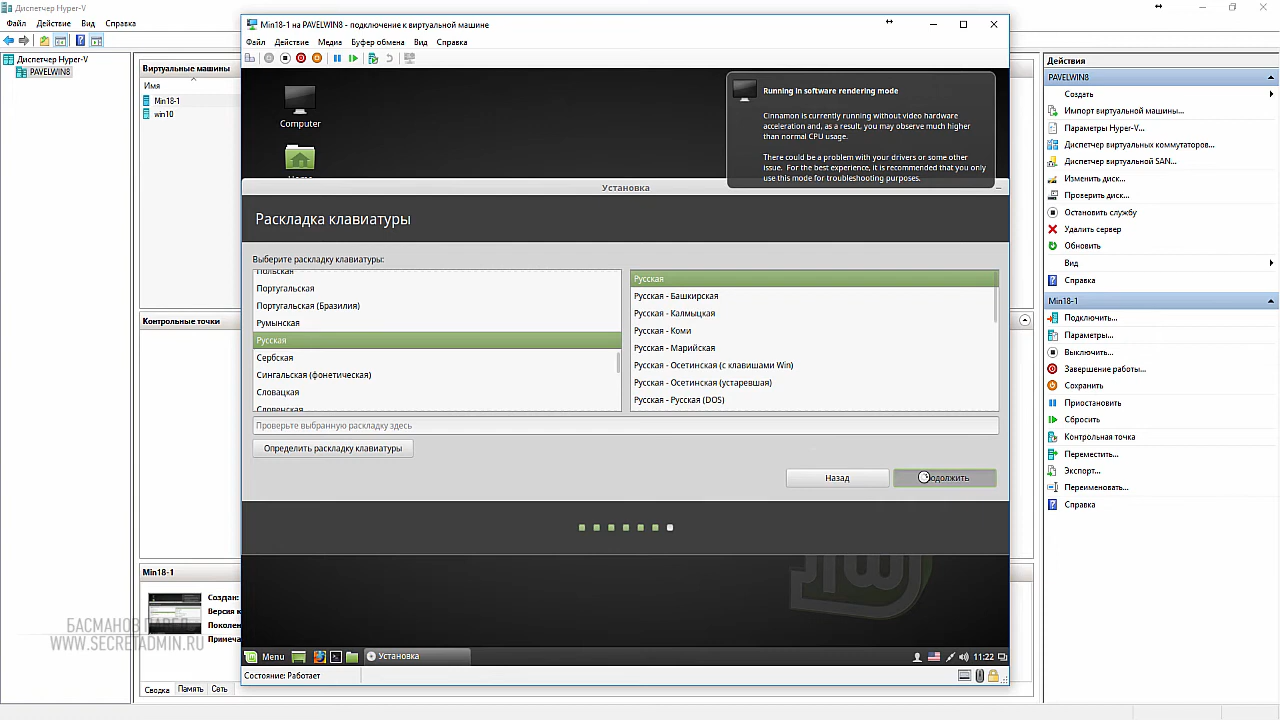 Диспетчер Hyper-V
Файл Действие Вид Справка
Диспетчер Hyper-V
PAVELWIN8
Виртуальные машины
Имя
Min18-1
win10
Контрольные точки
Min18-1
Создан:
Версия к
Поколен
Примеча
Сводка Память Сеть
БАСМАНОВ ПАВЕЛ
WWW.SECRETADMIN.RU
Min18-1 на PAVELWIN8 - подключение к виртуальной машине
Файл Действие Медиа Буфер обмена Вид Справка
Computer
Home
Running in software rendering mode
Cinnamon is currently running without video hardware
acceleration and, as a result, you may observe much higher
than normal CPU usage.
There could be a problem with your drivers or some other
issue. For the best experience, it is recommended that you only
use this mode for troubleshooting purposes.
Установка
Раскладка клавиатуры
Выберите раскладку клавиатуры:
Польская
Португальская
Португальская (Бразилия)
Румынская
Русская
Сербская
Сингальская (фонетическая)
Словацкая
Словенская
Русская
Русская - Башкирская
Русская - Калмыцкая
Русская - Коми
Русская - Марийская
Русская - Осетинская (с клавишами Win)
Русская - Осетинская (устаревшая)
Русская - Русская (DOS)
Проверьте выбранную раскладку здесь
Определить раскладку клавиатуры
Назад
Продолжить
Menu
Установка
11:22
Состояние: Работает
Действия
PAVELWIN8
Создать
Импорт виртуальной машины...
Параметры Hyper-V...
Диспетчер виртуальных коммутаторов...
Диспетчер виртуальной SAN...
Изменить диск...
Проверить диск...
Остановить службу
Удалить сервер
Обновить
Вид
Справка
Min18-1
Подключить...
Параметры...
Выключить...
Завершение работы...
Сохранить
Приостановить
Сбросить
Контрольная точка
Переместить...
Экспорт...
Переименовать...
Справка